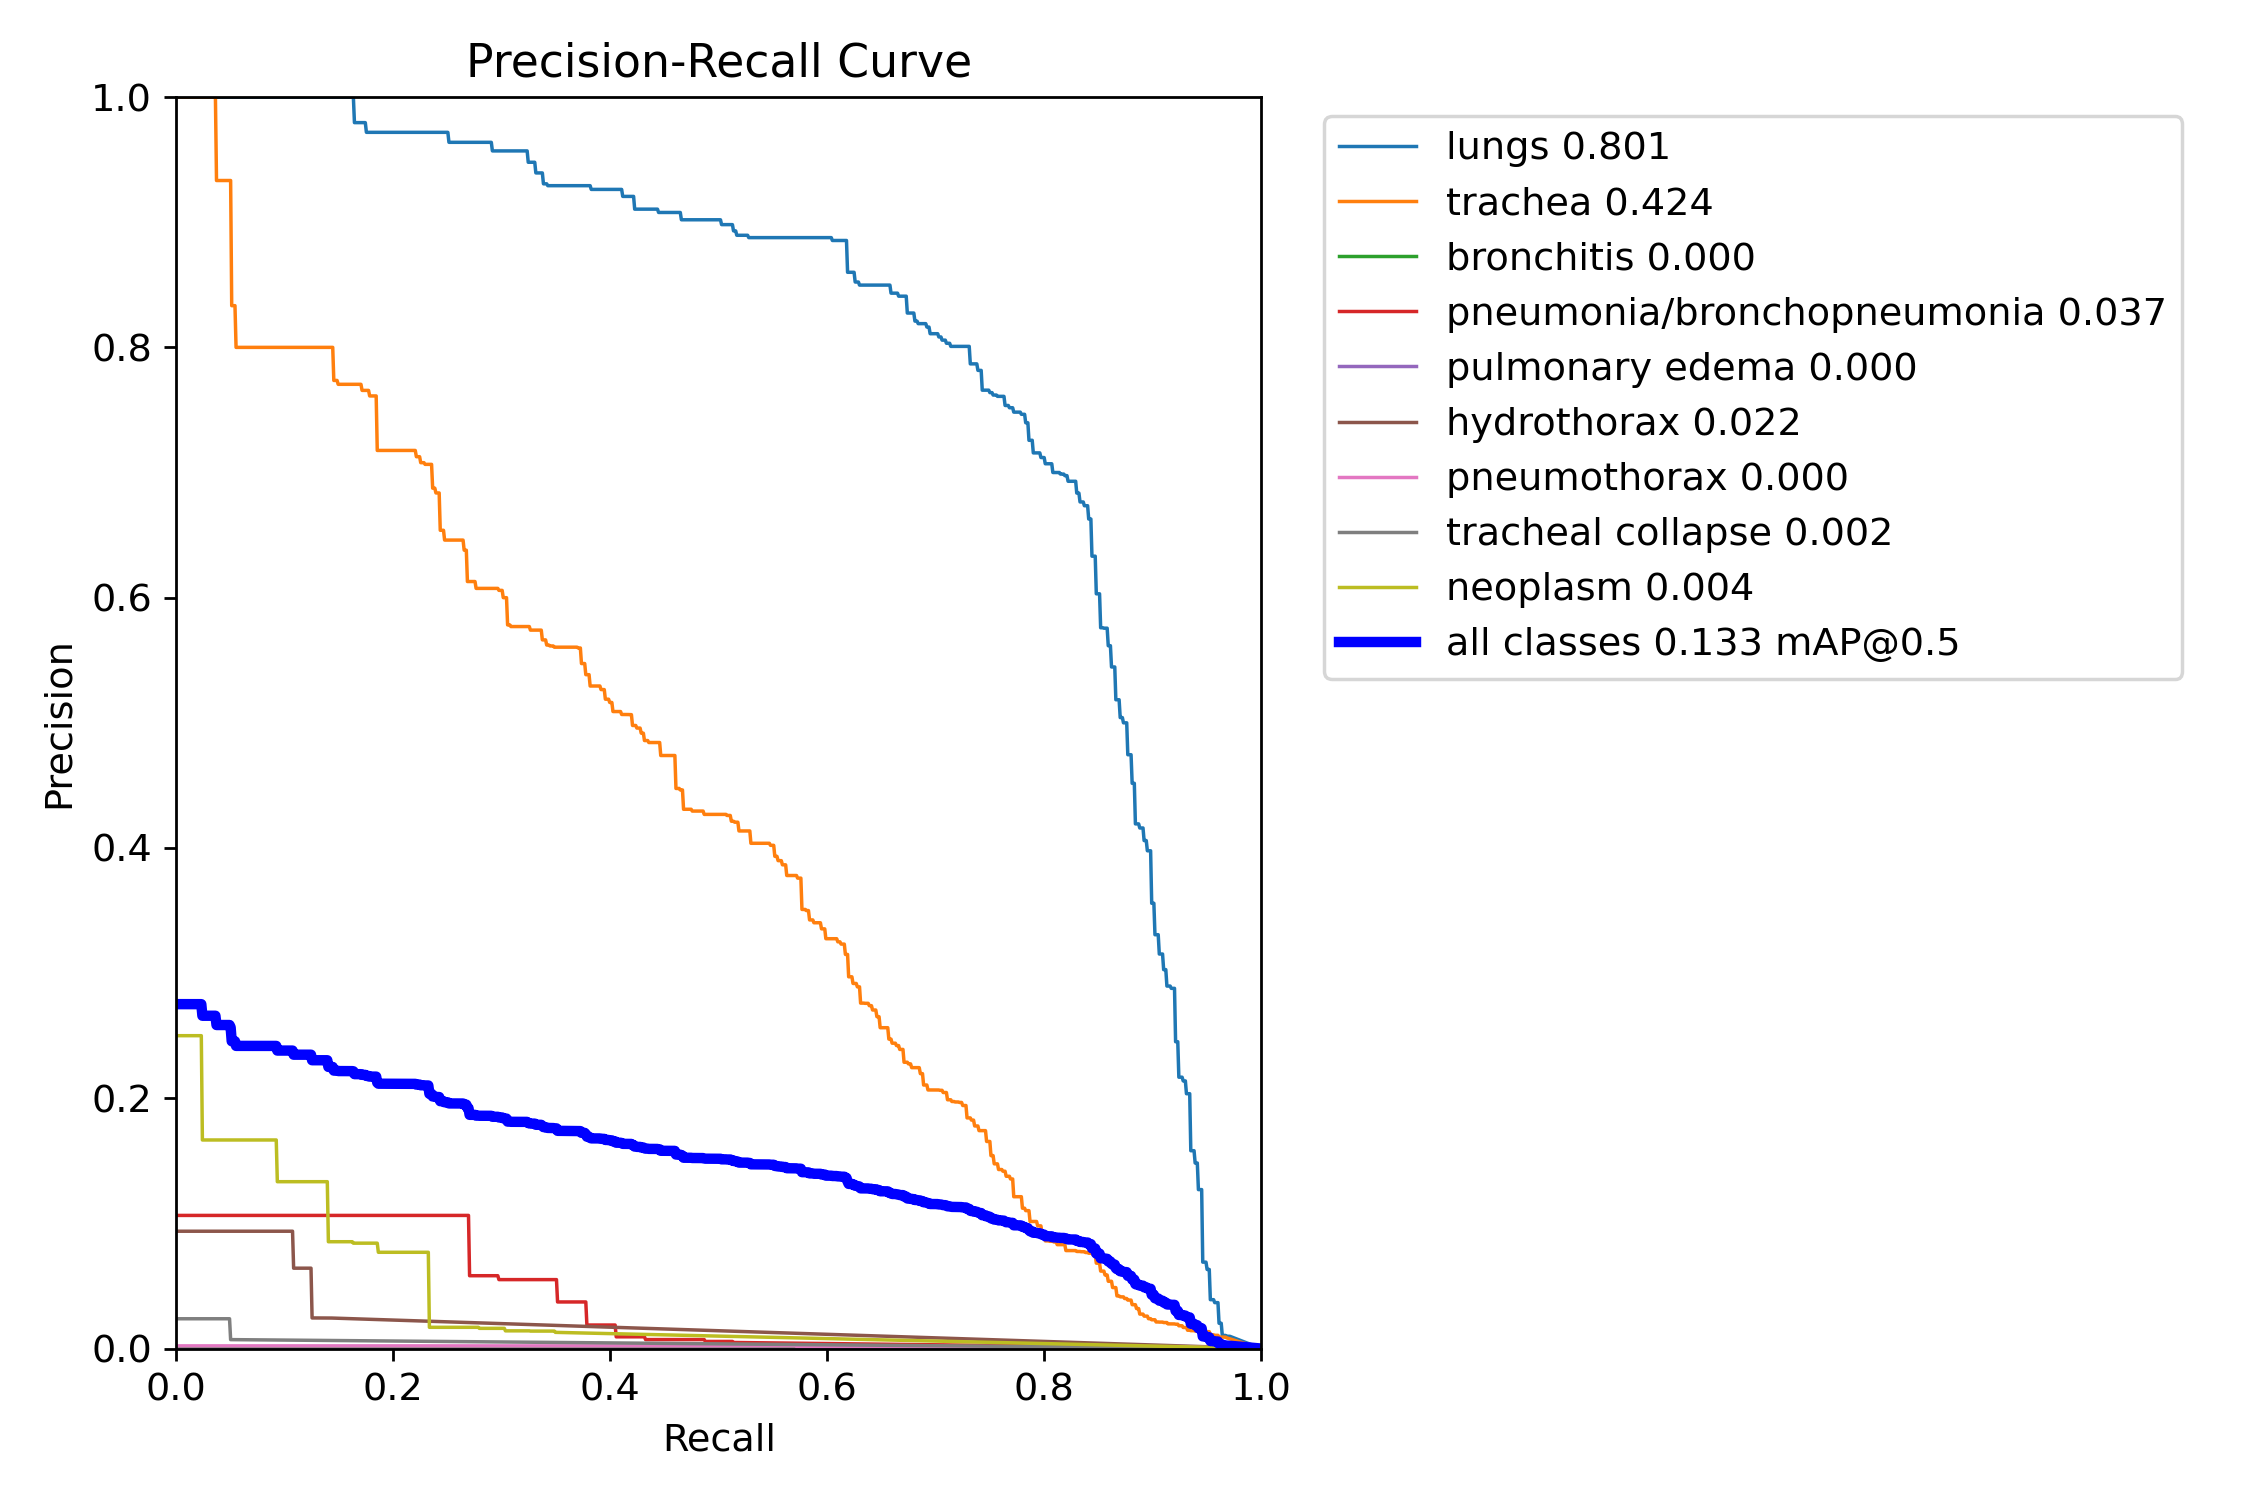 Precision-Recall Curve
1.0
0.8
0.6
0.4
0.2
0.0
Precision
0.0 0.2 0.4 0.6 0.8 1.0
Recall
lungs 0.801
trachea 0.424
bronchitis 0.000
pneumonia/bronchopneumonia 0.037
pulmonary edema 0.000
hydrothorax 0.022
pneumothorax 0.000
tracheal collapse 0.002
neoplasm 0.004
all classes 0.133 mAP@0.5